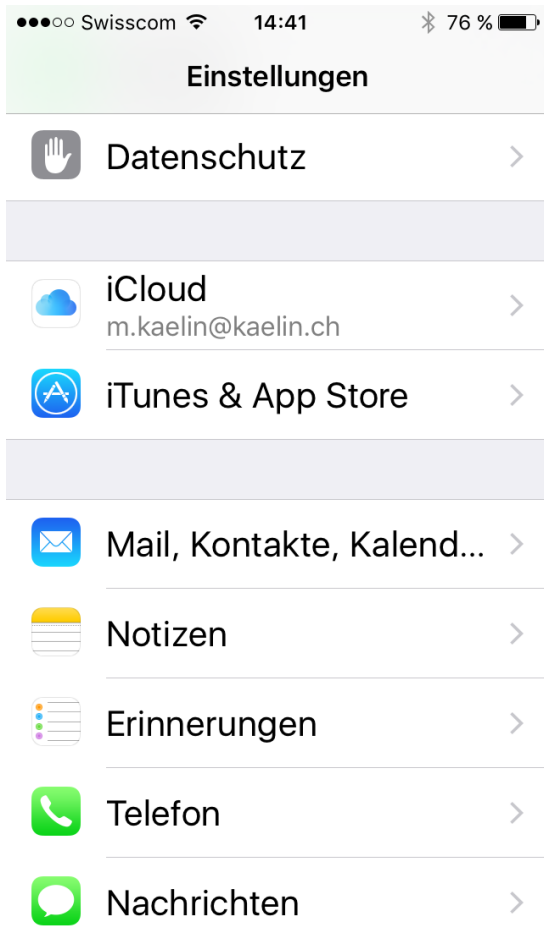 Swisscom 14:41 76 %
Einstellungen
Datenschutz
iCloud
m.kaelin@kaelin.ch
iTunes & App Store
Mail, Kontakte, Kalend...
Notizen
Erinnerungen
Telefon
Nachrichten